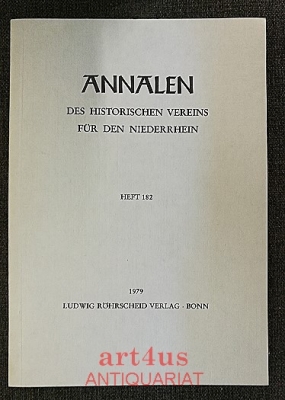 ANNALEN
DES HISTORISCHEN VEREINS
FÜR DEN NIEDERRHEIN
HEFT 182
1979
LUDWIG RÖHRSCHEID VERLAG · BONN
art4us
ANTIQUARIAT